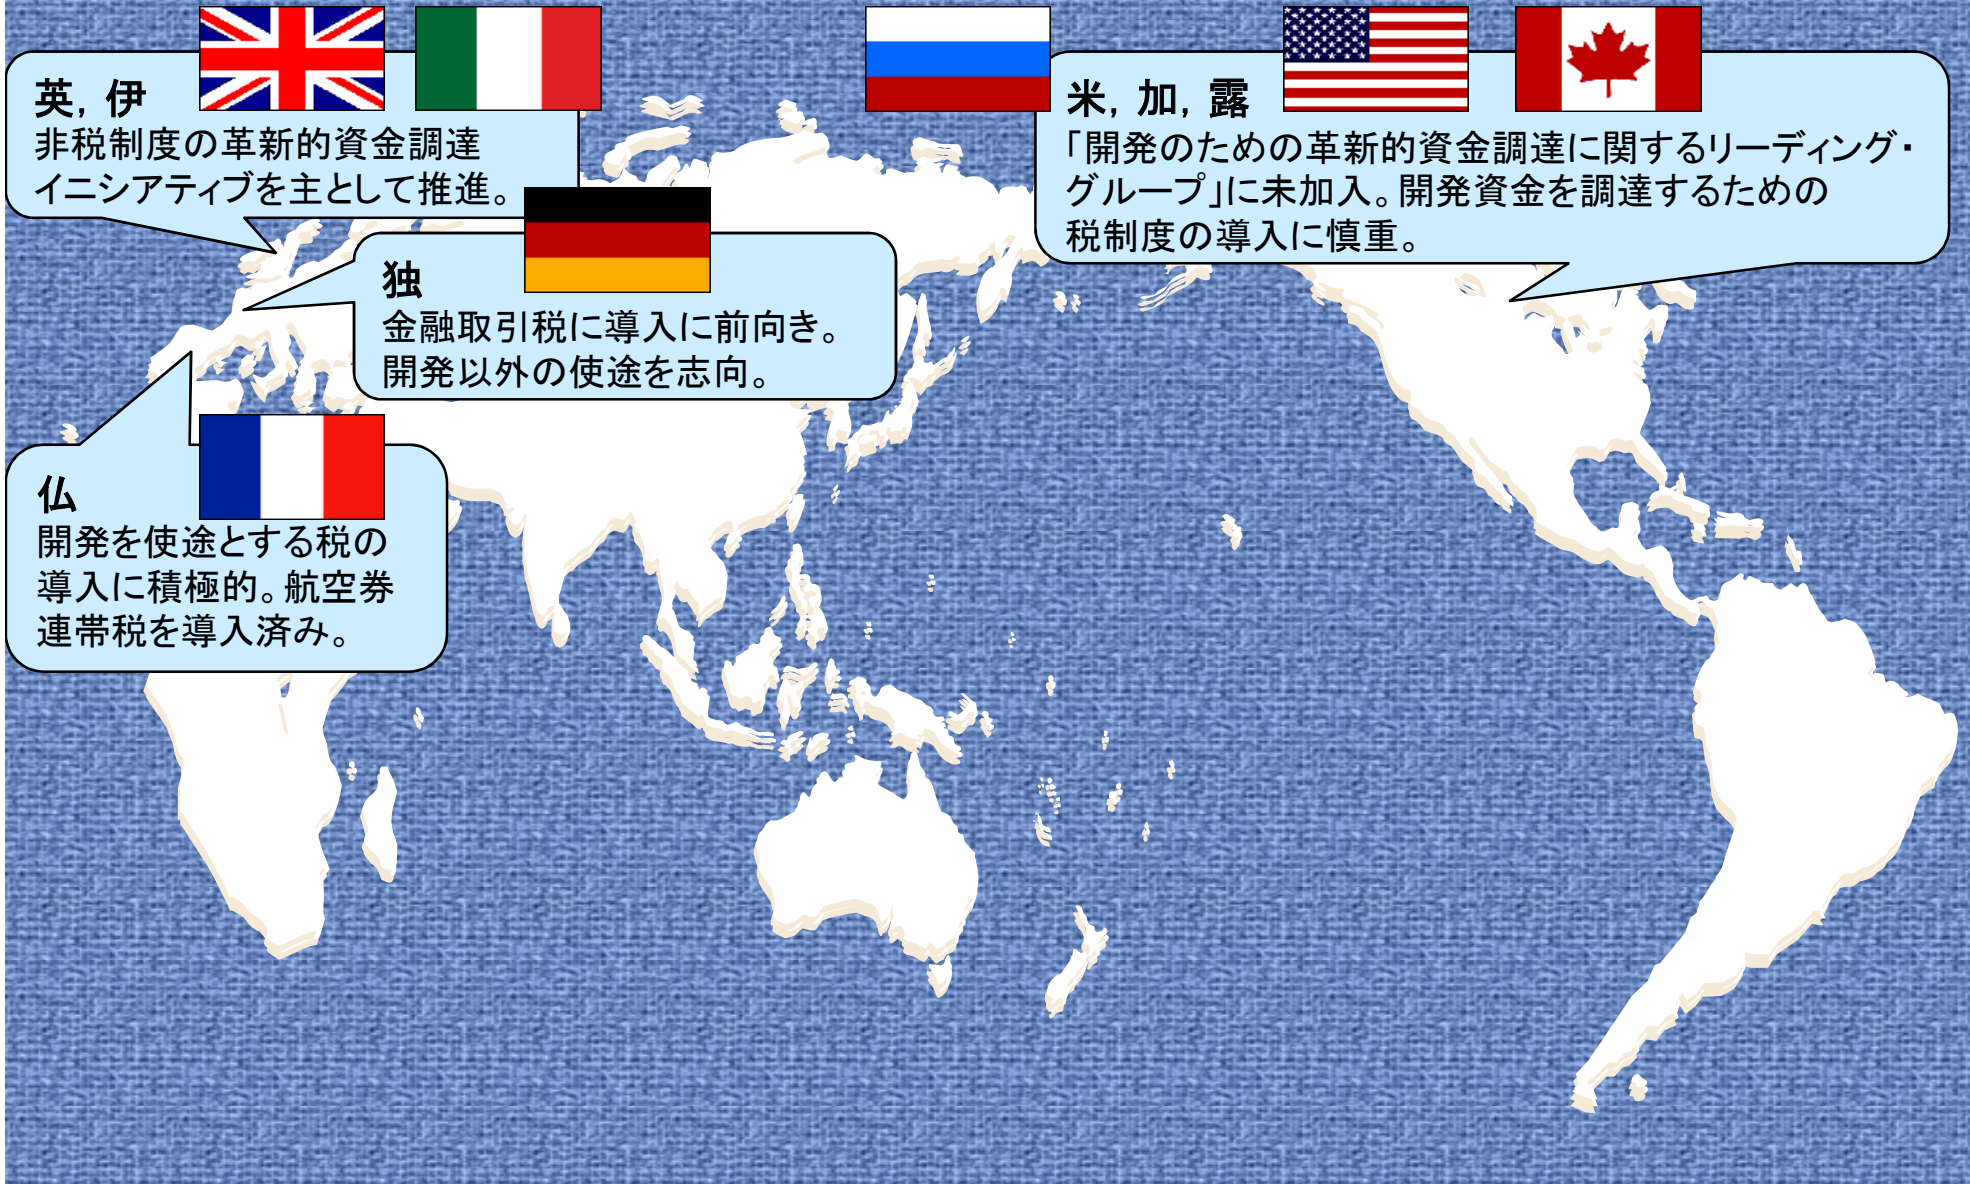 英，伊
非税制度の革新的資金調達
イニシアティブを主として推進。
米，加，露
「開発のための革新的資金調達に関するリーディング・
グループ」に未加入。開発資金を調達するための
税制度の導入に慎重。
独
金融取引税に導入に前向き。
開発以外の使途を志向。
仏
開発を使途とする税の
導入に積極的。航空券
連帯税を導入済み。